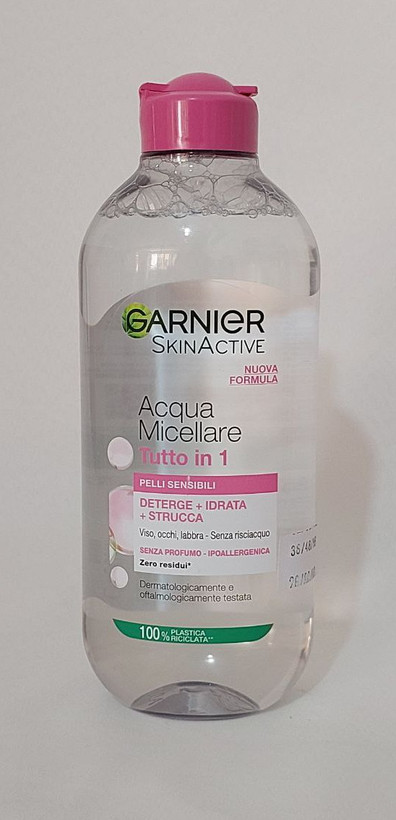 GARNIER
SKINACTIVE
NUOVA
FORMULA
Acqua
Micellare
Tutto in 1
PELLI SENSIBILI
DETERGE + IDRATA
+ STRUCCA
Viso, occhi, labbra - Senza risciacquo
SENZA PROFUMO - IPOALLERGENICA
Zero residui*
Dermatologicamente e
oftalmologicamente testata
100% PLASTICA
RICICLATA**